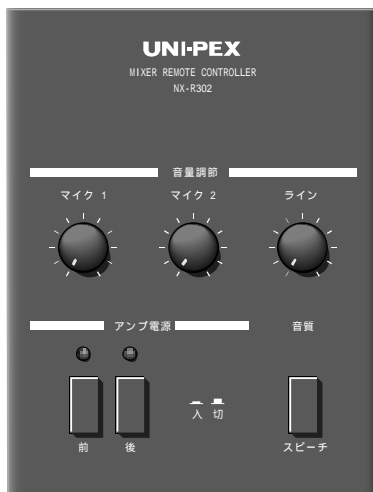 UNI-PEX
MIXER REMOTE CONTROLLER
NX-R302
音量調節
マイク 1 マイク 2 ライン
アンプ電源 音質
入 切
前 後 スピーチ